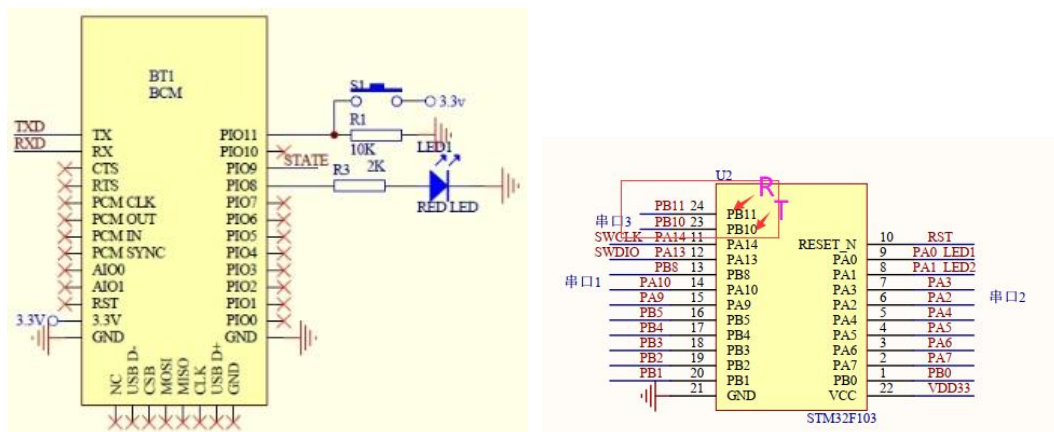 BT1
BCM
S1
3.3v
R1
10K
LED1
TXD
RXD
STATE
R3
2K
RED LED
TX
RX
CTS
RTS
PCM CLK
PCM OUT
PCM IN
PCM SYNC
AIO0
AIO1
RST
3.3V
3.3V
GND
PIO11
PIO10
PIO9
PIO8
PIO7
PIO6
PIO5
PIO4
PIO3
PIO2
PIO1
PIO0
GND
NC
USB D-
CSB
MOSI
MISO
CLK
USB D+
GND
U2
R
T
串口3
串口1
串口2
PB11 24 PB11
PB10 23 PB10
SWCLK PA14 11 PA14
SWDIO PA13 12 PA13
PB8 13 PB8
PA10 14 PA10
PA9 15 PA9
PB5 16 PB5
PB4 17 PB4
PB3 18 PB3
PB2 19 PB2
PB1 20 PB1
21 GND
RESET_N 10 RST
PA0 9 PA0 LED1
PA1 8 PA1 LED2
PA3 7 PA3
PA2 6 PA2
PA4 5 PA4
PA5 4 PA5
PA6 3 PA6
PA7 2 PA7
PB0 1 PB0
VCC 22 VDD33
STM32F103